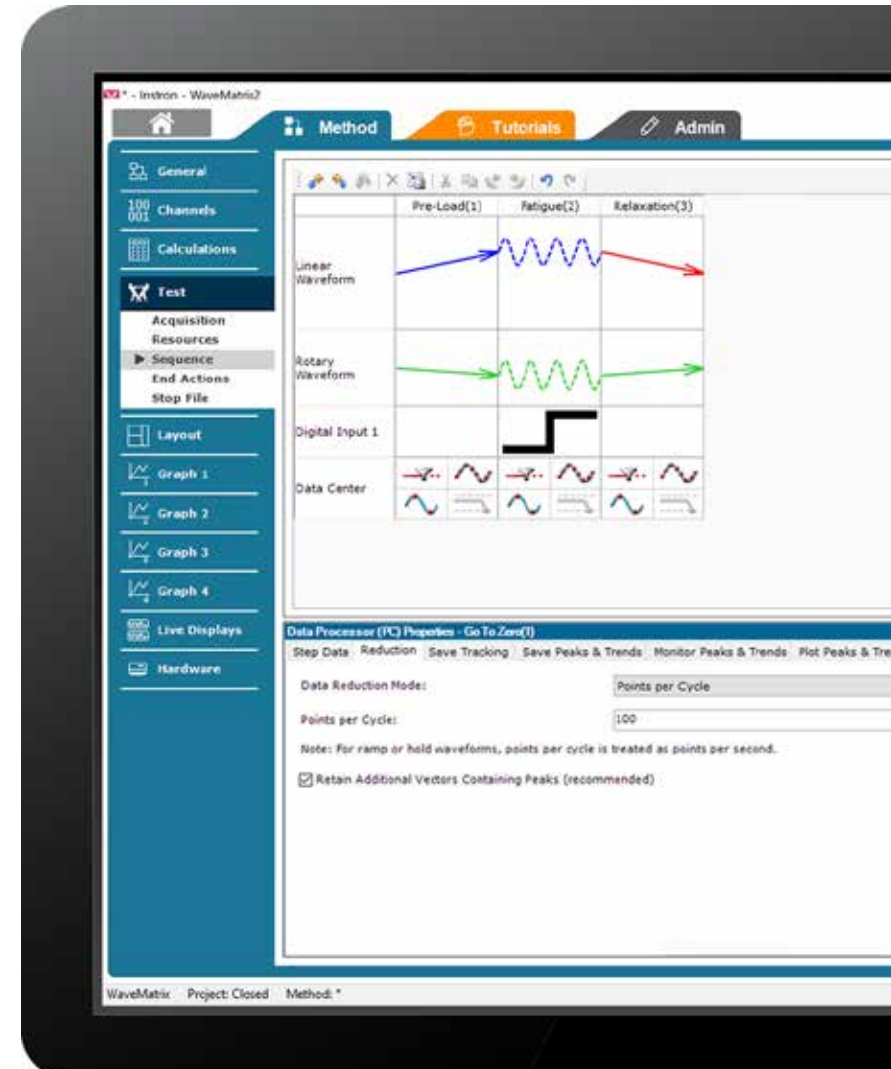 * - Instron - WaveMatrix2
Method
Tutorials
Admin
General
100
001
Channels
Calculations
Test
Acquisition
Resources
Sequence
End Actions
Stop File
Layout
Graph 1
Graph 2
Graph 3
Graph 4
Live Displays
Hardware
Pre-Load(1) Fatigue(2) Relaxation(3)
Linear
Waveform
Rotary
Waveform
Digital Input 1
Data Center
Data Processor (PC) Properties - Go To Zero(1)
Step Data Reduction Save Tracking Save Peaks & Trends Monitor Peaks & Trends Plot Peaks & Tre
Data Reduction Mode: Points per Cycle
Points per Cycle: 100
Note: For ramp or hold waveforms, points per cycle is treated as points per second.
Retain Additional Vectors Containing Peaks (recommended)
WaveMatrix Project: Closed Method: *